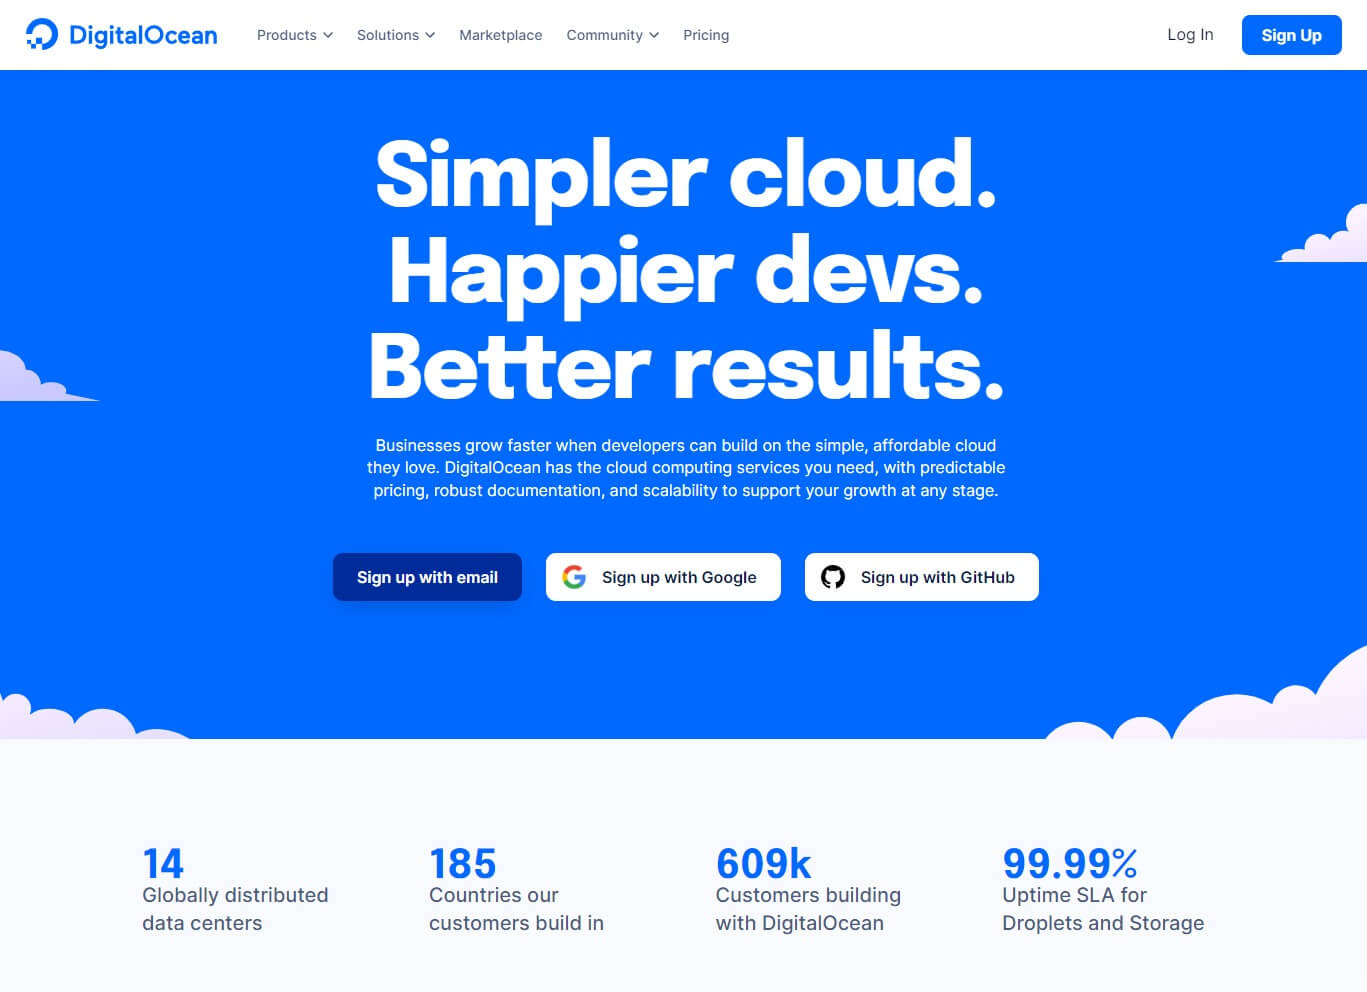 DigitalOcean
Products
Solutions
Marketplace
Community
Pricing
Log In
Sign Up
Simpler cloud.
Happier devs.
Better results.
Businesses grow faster when developers can build on the simple, affordable cloud
they love. DigitalOcean has the cloud computing services you need, with predictable
pricing, robust documentation, and scalability to support your growth at any stage.
Sign up with email
Sign up with Google
Sign up with GitHub
14
Globally distributed
data centers
185
Countries our
customers build in
609k
Customers building
with DigitalOcean
99.99%
Uptime SLA for
Droplets and Storage